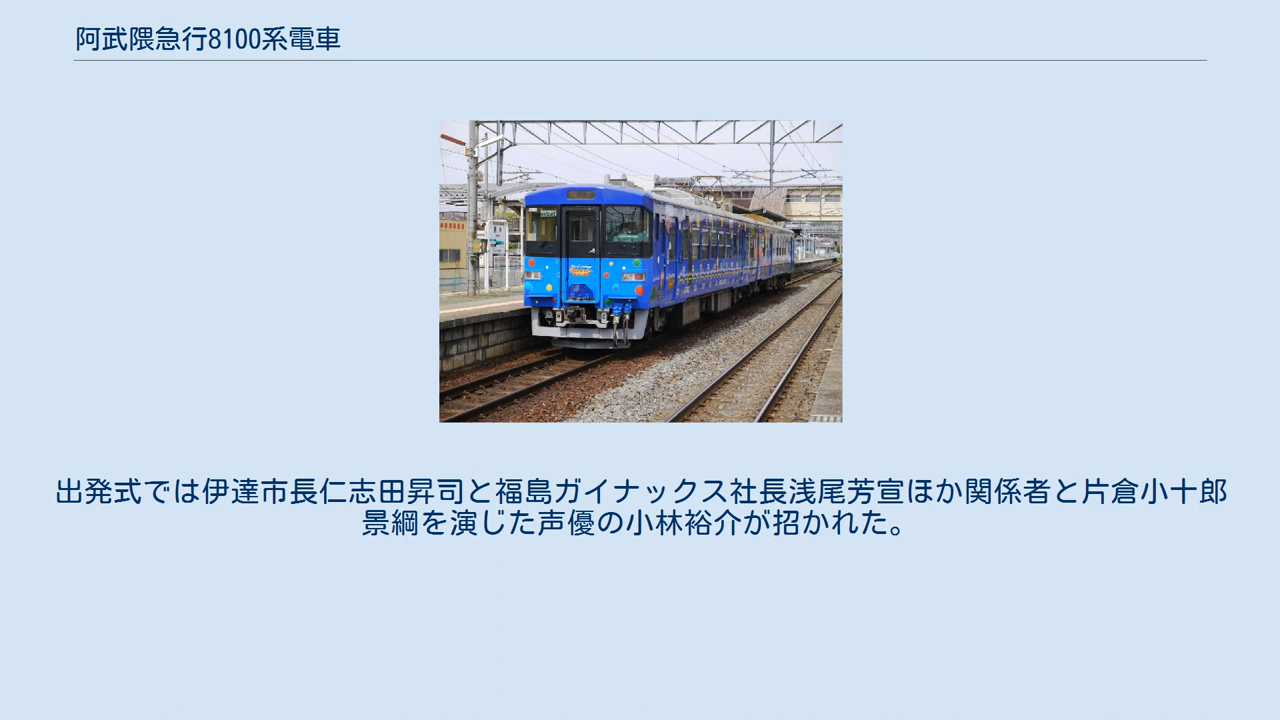 阿武隈急行8100系電車
出発式では伊達市長仁志田昇司と福島ガイナックス社長浅尾芳宣ほか関係者と片倉小十郎
景綱を演じた声優の小林裕介が招かれた。